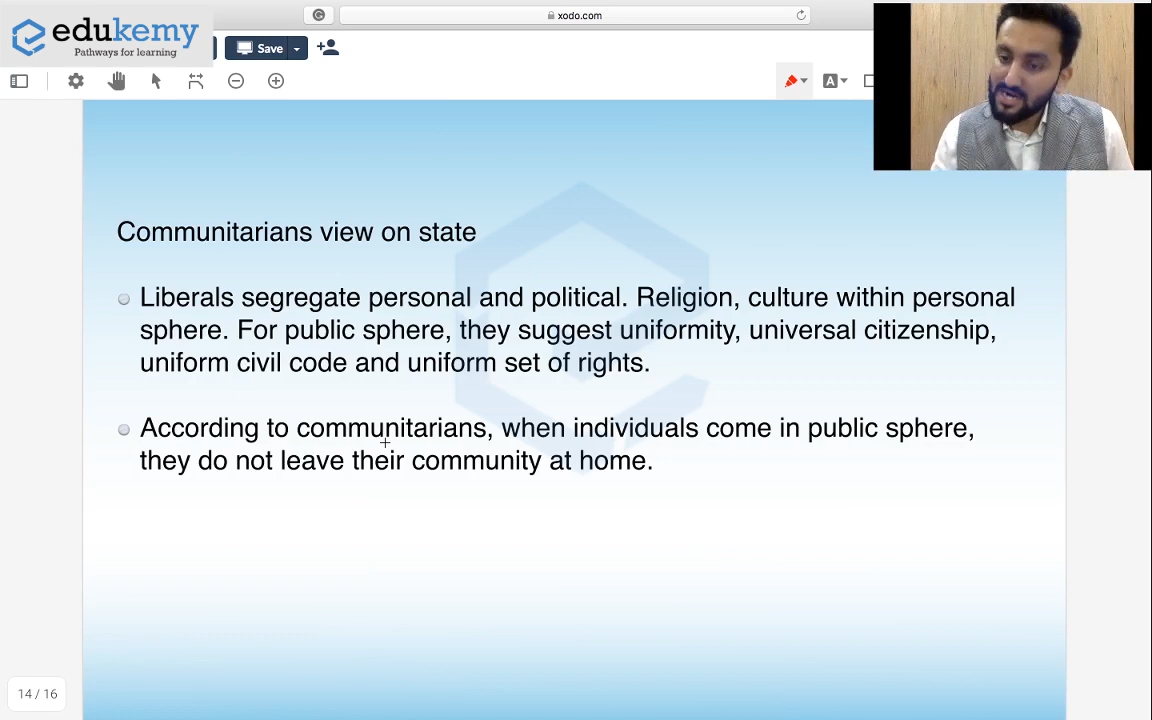 xodo.com
edukemy
Pathways for learning
Save
A
Communitarians view on state
Liberals segregate personal and political. Religion, culture within personal
sphere. For public sphere, they suggest uniformity, universal citizenship,
uniform civil code and uniform set of rights.
According to communitarians, when individuals come in public sphere,
they do not leave their community at home.
14 / 16